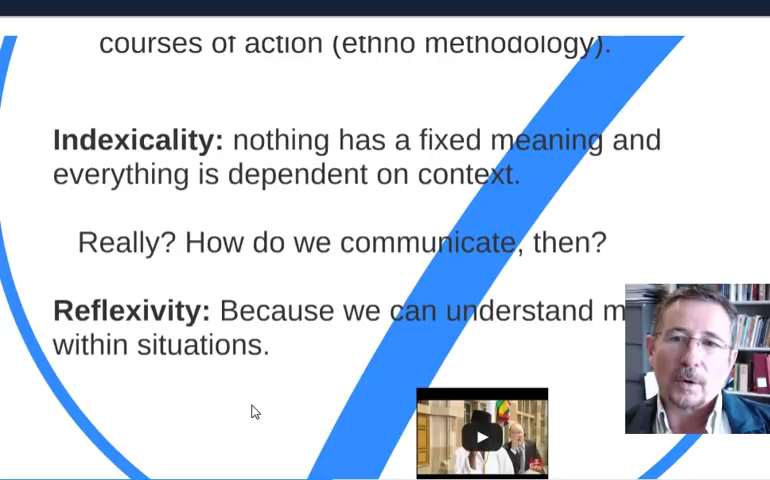 courses of action (ethno methodology).
Indexicality: nothing has a fixed meaning and
everything is dependent on context.
Really? How do we communicate, then?
Reflexivity: Because we can understand m
within situations.